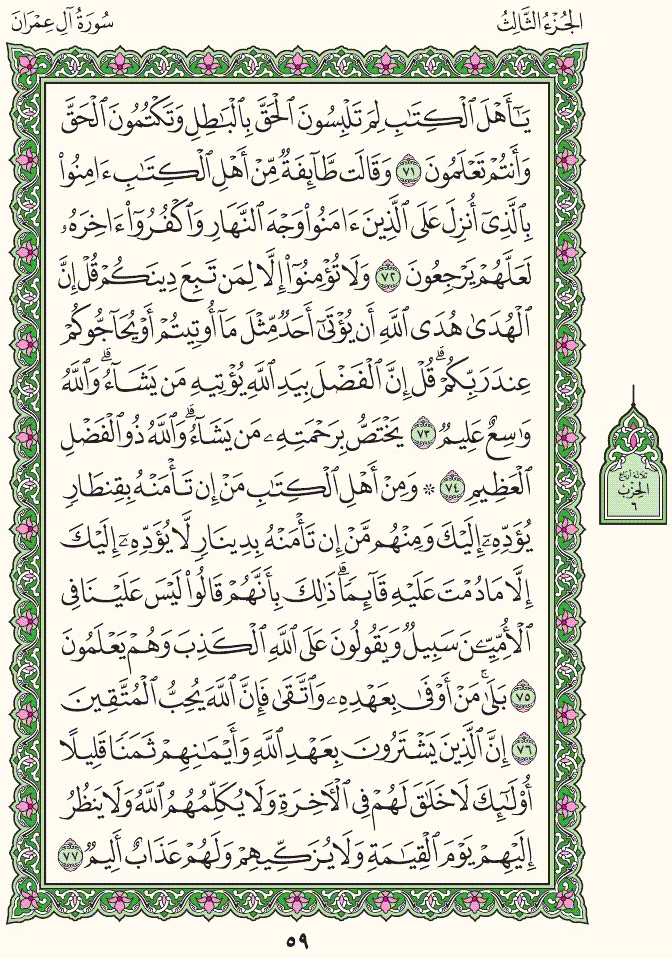 الجُزْءُ الثَّالِثُ
سُورَةُ آلِ عِمْرَانَ
يَـٰٓأَهْلَ ٱلْكِتَـٰبِ لِمَ تَلْبِسُونَ ٱلْحَقَّ بِٱلْبَـٰطِلِ وَتَكْتُمُونَ ٱلْحَقَّ
وَأَنتُمْ تَعْلَمُونَ ٧١ وَقَالَت طَّآئِفَةٌ مِّنْ أَهْلِ ٱلْكِتَـٰبِ ءَامِنُوا۟
بِٱلَّذِىٓ أُنزِلَ عَلَى ٱلَّذِينَ ءَامَنُوا۟ وَجْهَ ٱلنَّهَارِ وَٱكْفُرُوٓا۟ ءَاخِرَهُۥ
لَعَلَّهُمْ يَرْجِعُونَ ٧٢ وَلَا تُؤْمِنُوٓا۟ إِلَّا لِمَن تَبِعَ دِينَكُمْ قُلْ إِنَّ
ٱلْهُدَىٰ هُدَى ٱللَّهِ أَن يُؤْتَىٰٓ أَحَدٌ مِّثْلَ مَآ أُوتِيتُمْ أَوْ يُحَآجُّوكُمْ
عِندَ رَبِّكُمْ ۗ قُلْ إِنَّ ٱلْفَضْلَ بِيَدِ ٱللَّهِ يُؤْتِيهِ مَن يَشَآءُ ۗ وَٱللَّهُ
وَٰسِعٌ عَلِيمٌ ٧٣ يَخْتَصُّ بِرَحْمَتِهِۦ مَن يَشَآءُ ۗ وَٱللَّهُ ذُو ٱلْفَضْلِ
ٱلْعَظِيمِ ٧٤ * وَمِنْ أَهْلِ ٱلْكِتَـٰبِ مَنْ إِن تَأْمَنْهُ بِقِنطَارٍ
يُؤَدِّهِۦٓ إِلَيْكَ وَمِنْهُم مَّنْ إِن تَأْمَنْهُ بِدِينَارٍ لَّا يُؤَدِّهِۦٓ إِلَيْكَ
إِلَّا مَا دُمْتَ عَلَيْهِ قَآئِمًا ۗ ذَٰلِكَ بِأَنَّهُمْ قَالُوا۟ لَيْسَ عَلَيْنَا فِى
ٱلْأُمِّيِّـۧنَ سَبِيلٌ وَيَقُولُونَ عَلَى ٱللَّهِ ٱلْكَذِبَ وَهُمْ يَعْلَمُونَ
٧٥ بَلَىٰ ۚ مَنْ أَوْفَىٰ بِعَهْدِهِۦ وَٱتَّقَىٰ فَإِنَّ ٱللَّهَ يُحِبُّ ٱلْمُتَّقِينَ
٧٦ إِنَّ ٱلَّذِينَ يَشْتَرُونَ بِعَهْدِ ٱللَّهِ وَأَيْمَـٰنِهِمْ ثَمَنًا قَلِيلًا
أُو۟لَـٰٓئِكَ لَا خَلَـٰقَ لَهُمْ فِى ٱلْـَٔاخِرَةِ وَلَا يُكَلِّمُهُمُ ٱللَّهُ وَلَا يَنظُرُ
إِلَيْهِمْ يَوْمَ ٱلْقِيَـٰمَةِ وَلَا يُزَكِّيهِمْ وَلَهُمْ عَذَابٌ أَلِيمٌ ٧٧
ثلاثة أرباع
الحِزْب
٦
٥٩